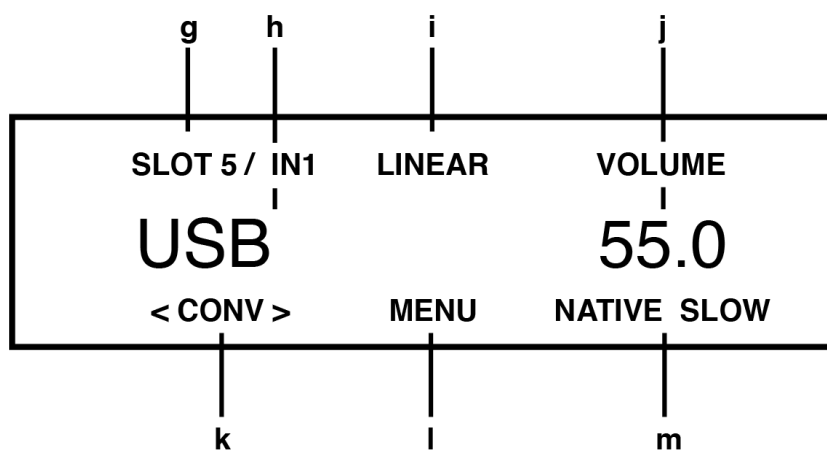 g h i j
SLOT 5 / IN1 LINEAR VOLUME
USB 55.0
< CONV > MENU NATIVE SLOW
k l m